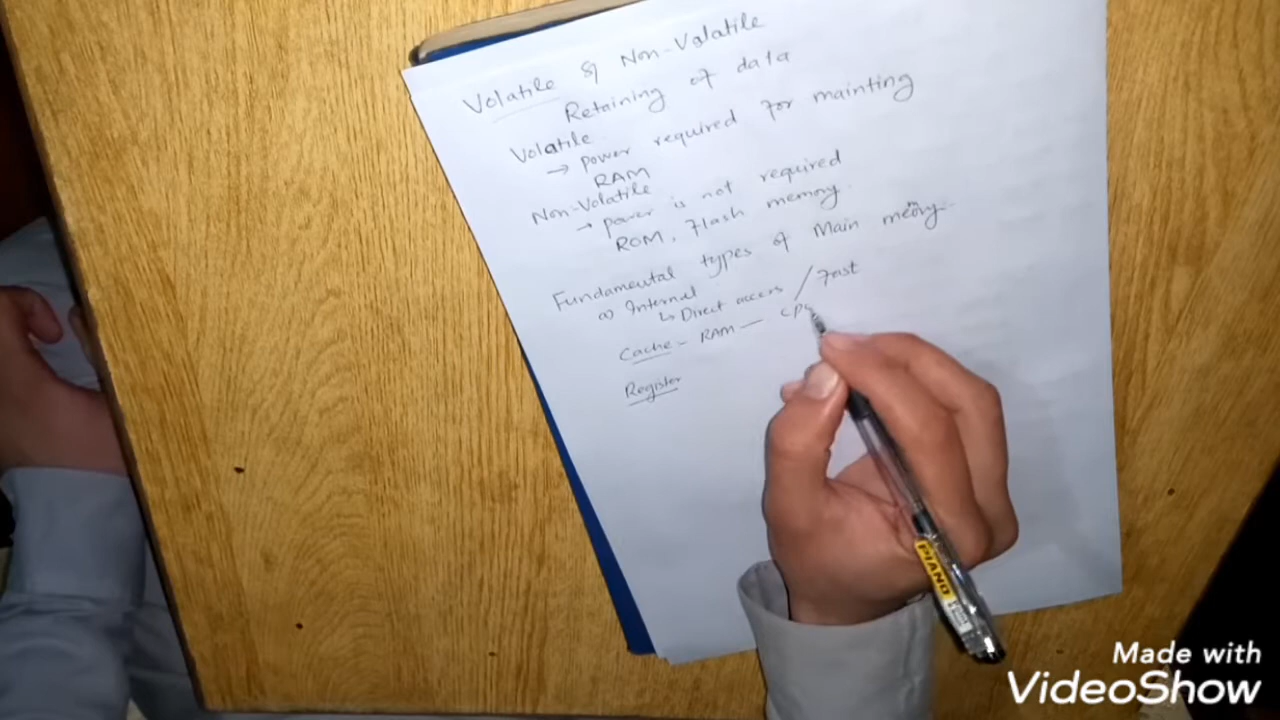 Volatile & Non-Volatile
Retaining of data
Volatile
→ power required for mainting
RAM
Non-Volatile
→ power is not required
ROM, Flash memory.
Fundamental types of Main memory.
a) Internal
↳ Direct access / Fast
Cache - RAM - CPU
Register
PIANO
Made with
VideoShow